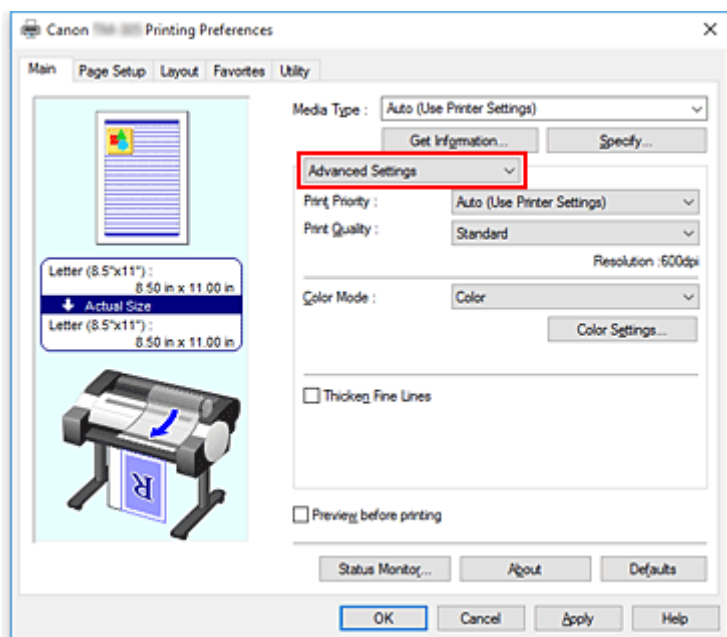 Canon Printing Preferences
Main Page Setup Layout Favorites Utility
Media Type : Auto (Use Printer Settings)
Get Information... Specify...
Advanced Settings
Print Priority : Auto (Use Printer Settings)
Print Quality : Standard
Resolution :600dpi
Letter (8.5"x11") :
8.50 in x 11.00 in
Actual Size
Letter (8.5"x11") :
8.50 in x 11.00 in
Color Mode : Color
Color Settings...
Thicken Fine Lines
R
Preview before printing
Status Monitor... About Defaults
OK Cancel Apply Help